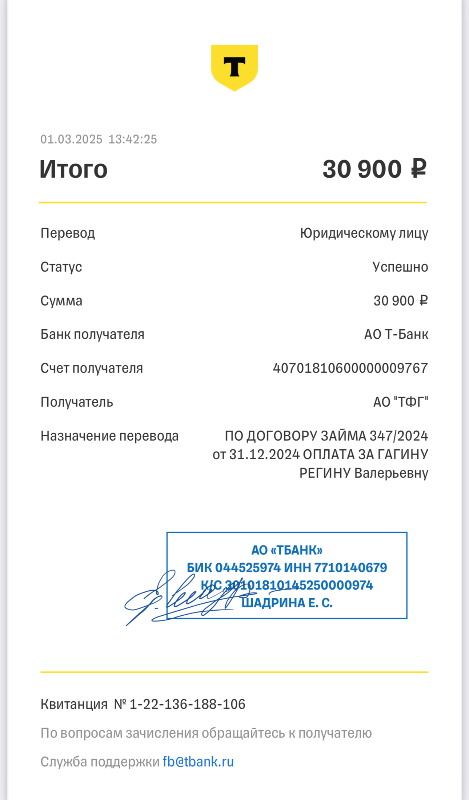 T
01.03.2025 13:42:25
Итого 30 900 ₽
Перевод Юридическому лицу
Статус Успешно
Сумма 30 900 ₽
Банк получателя АО Т-Банк
Счет получателя 40701810600000009767
Получатель АО "ТФГ"
Назначение перевода ПО ДОГОВОРУ ЗАЙМА 347/2024
от 31.12.2024 ОПЛАТА ЗА ГАГИНУ
РЕГИНУ Валерьевну
АО «ТБАНК»
БИК 044525974 ИНН 7710140679
К/С 30101810145250000974
ШАДРИНА Е. С.
Квитанция № 1-22-136-188-106
По вопросам зачисления обращайтесь к получателю
Служба поддержки fb@tbank.ru